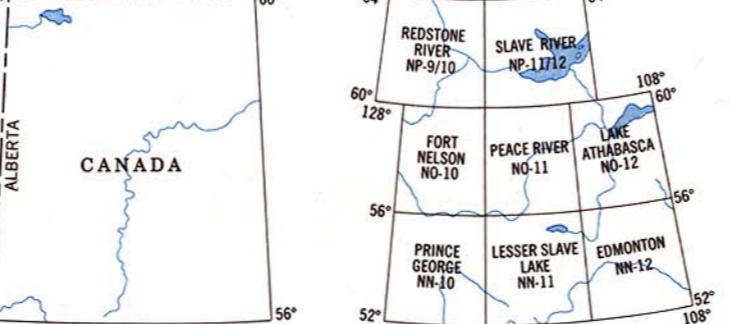 60°
ALBERTA
CANADA
56°
REDSTONE
RIVER
NP-9/10
SLAVE RIVER
NP-11/12
60°
128°
108°
60°
FORT
NELSON
NO-10
PEACE RIVER
NO-11
LAKE
ATHABASCA
NO-12
56°
56°
PRINCE
GEORGE
NN-10
LESSER SLAVE
LAKE
NN-11
EDMONTON
NN-12
52°
52°
108°